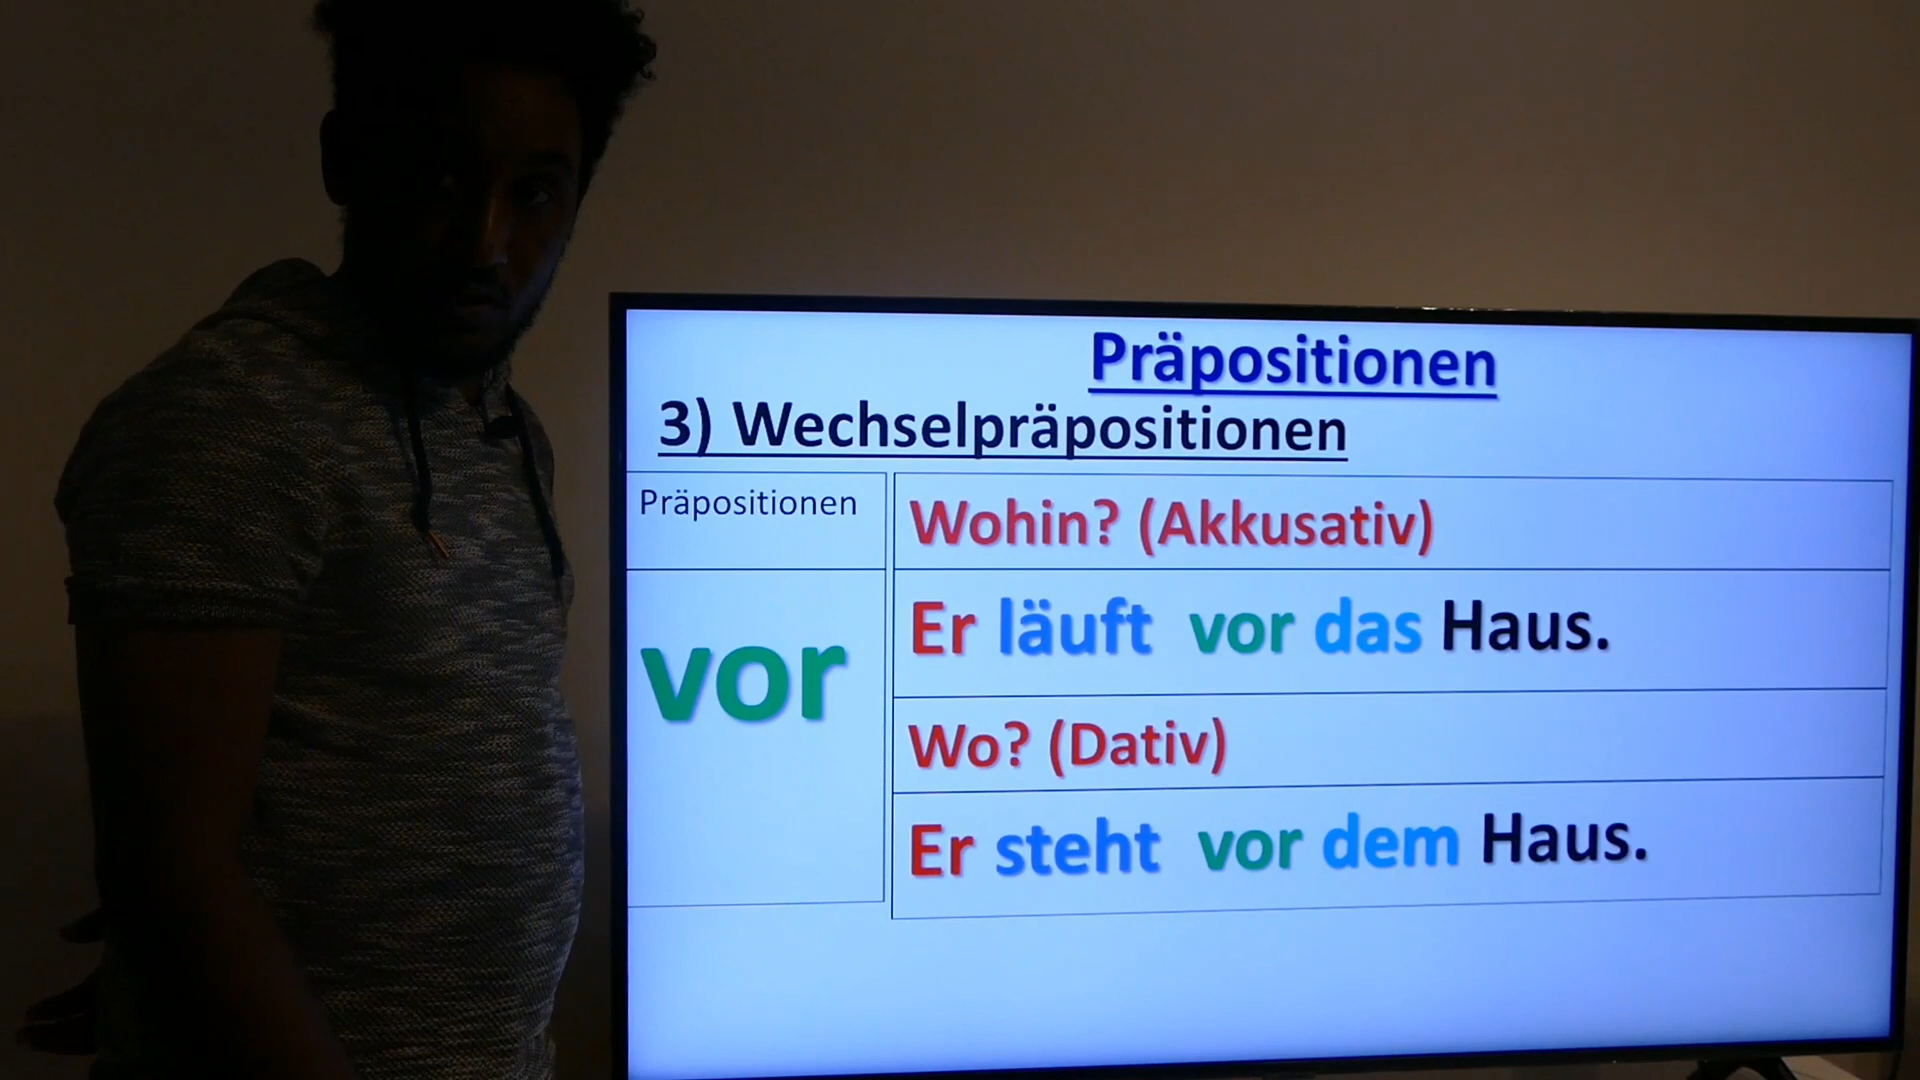 Präpositionen
3) Wechselpräpositionen
Präpositionen
Wohin? (Akkusativ)
vor
Er läuft vor das Haus.
Wo? (Dativ)
Er steht vor dem Haus.